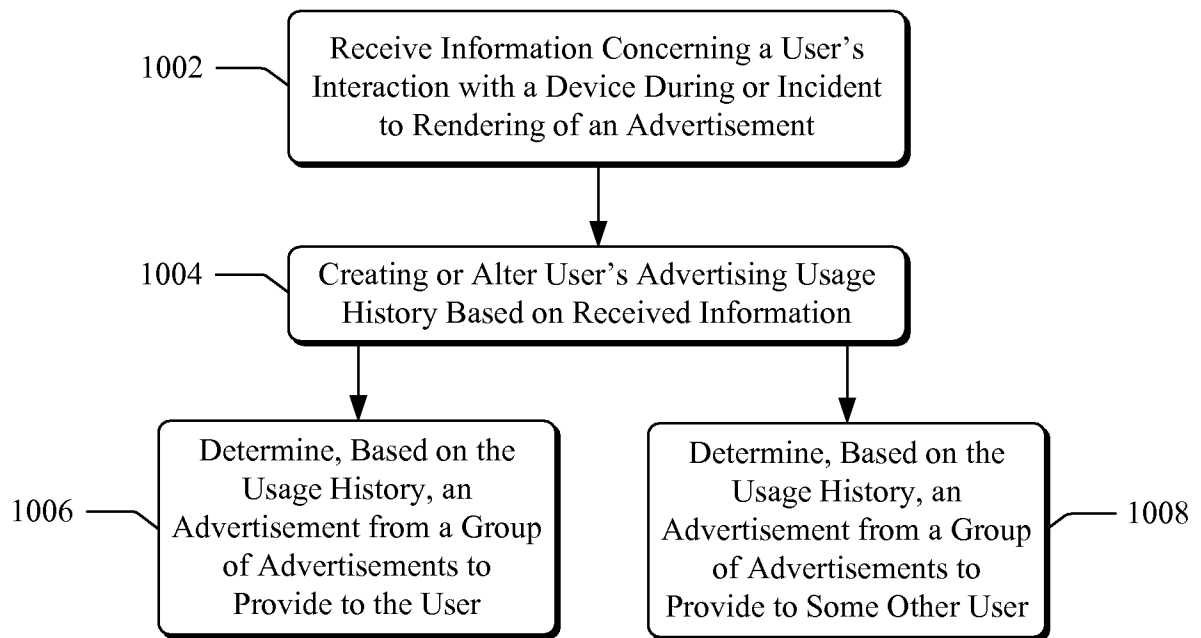 1002
Receive Information Concerning a User's
Interaction with a Device During or Incident
to Rendering of an Advertisement
1004
Creating or Alter User's Advertising Usage
History Based on Received Information
1006
Determine, Based on the
Usage History, an
Advertisement from a Group
of Advertisements to
Provide to the User
Determine, Based on the
Usage History, an
Advertisement from a Group
of Advertisements to
Provide to Some Other User
1008